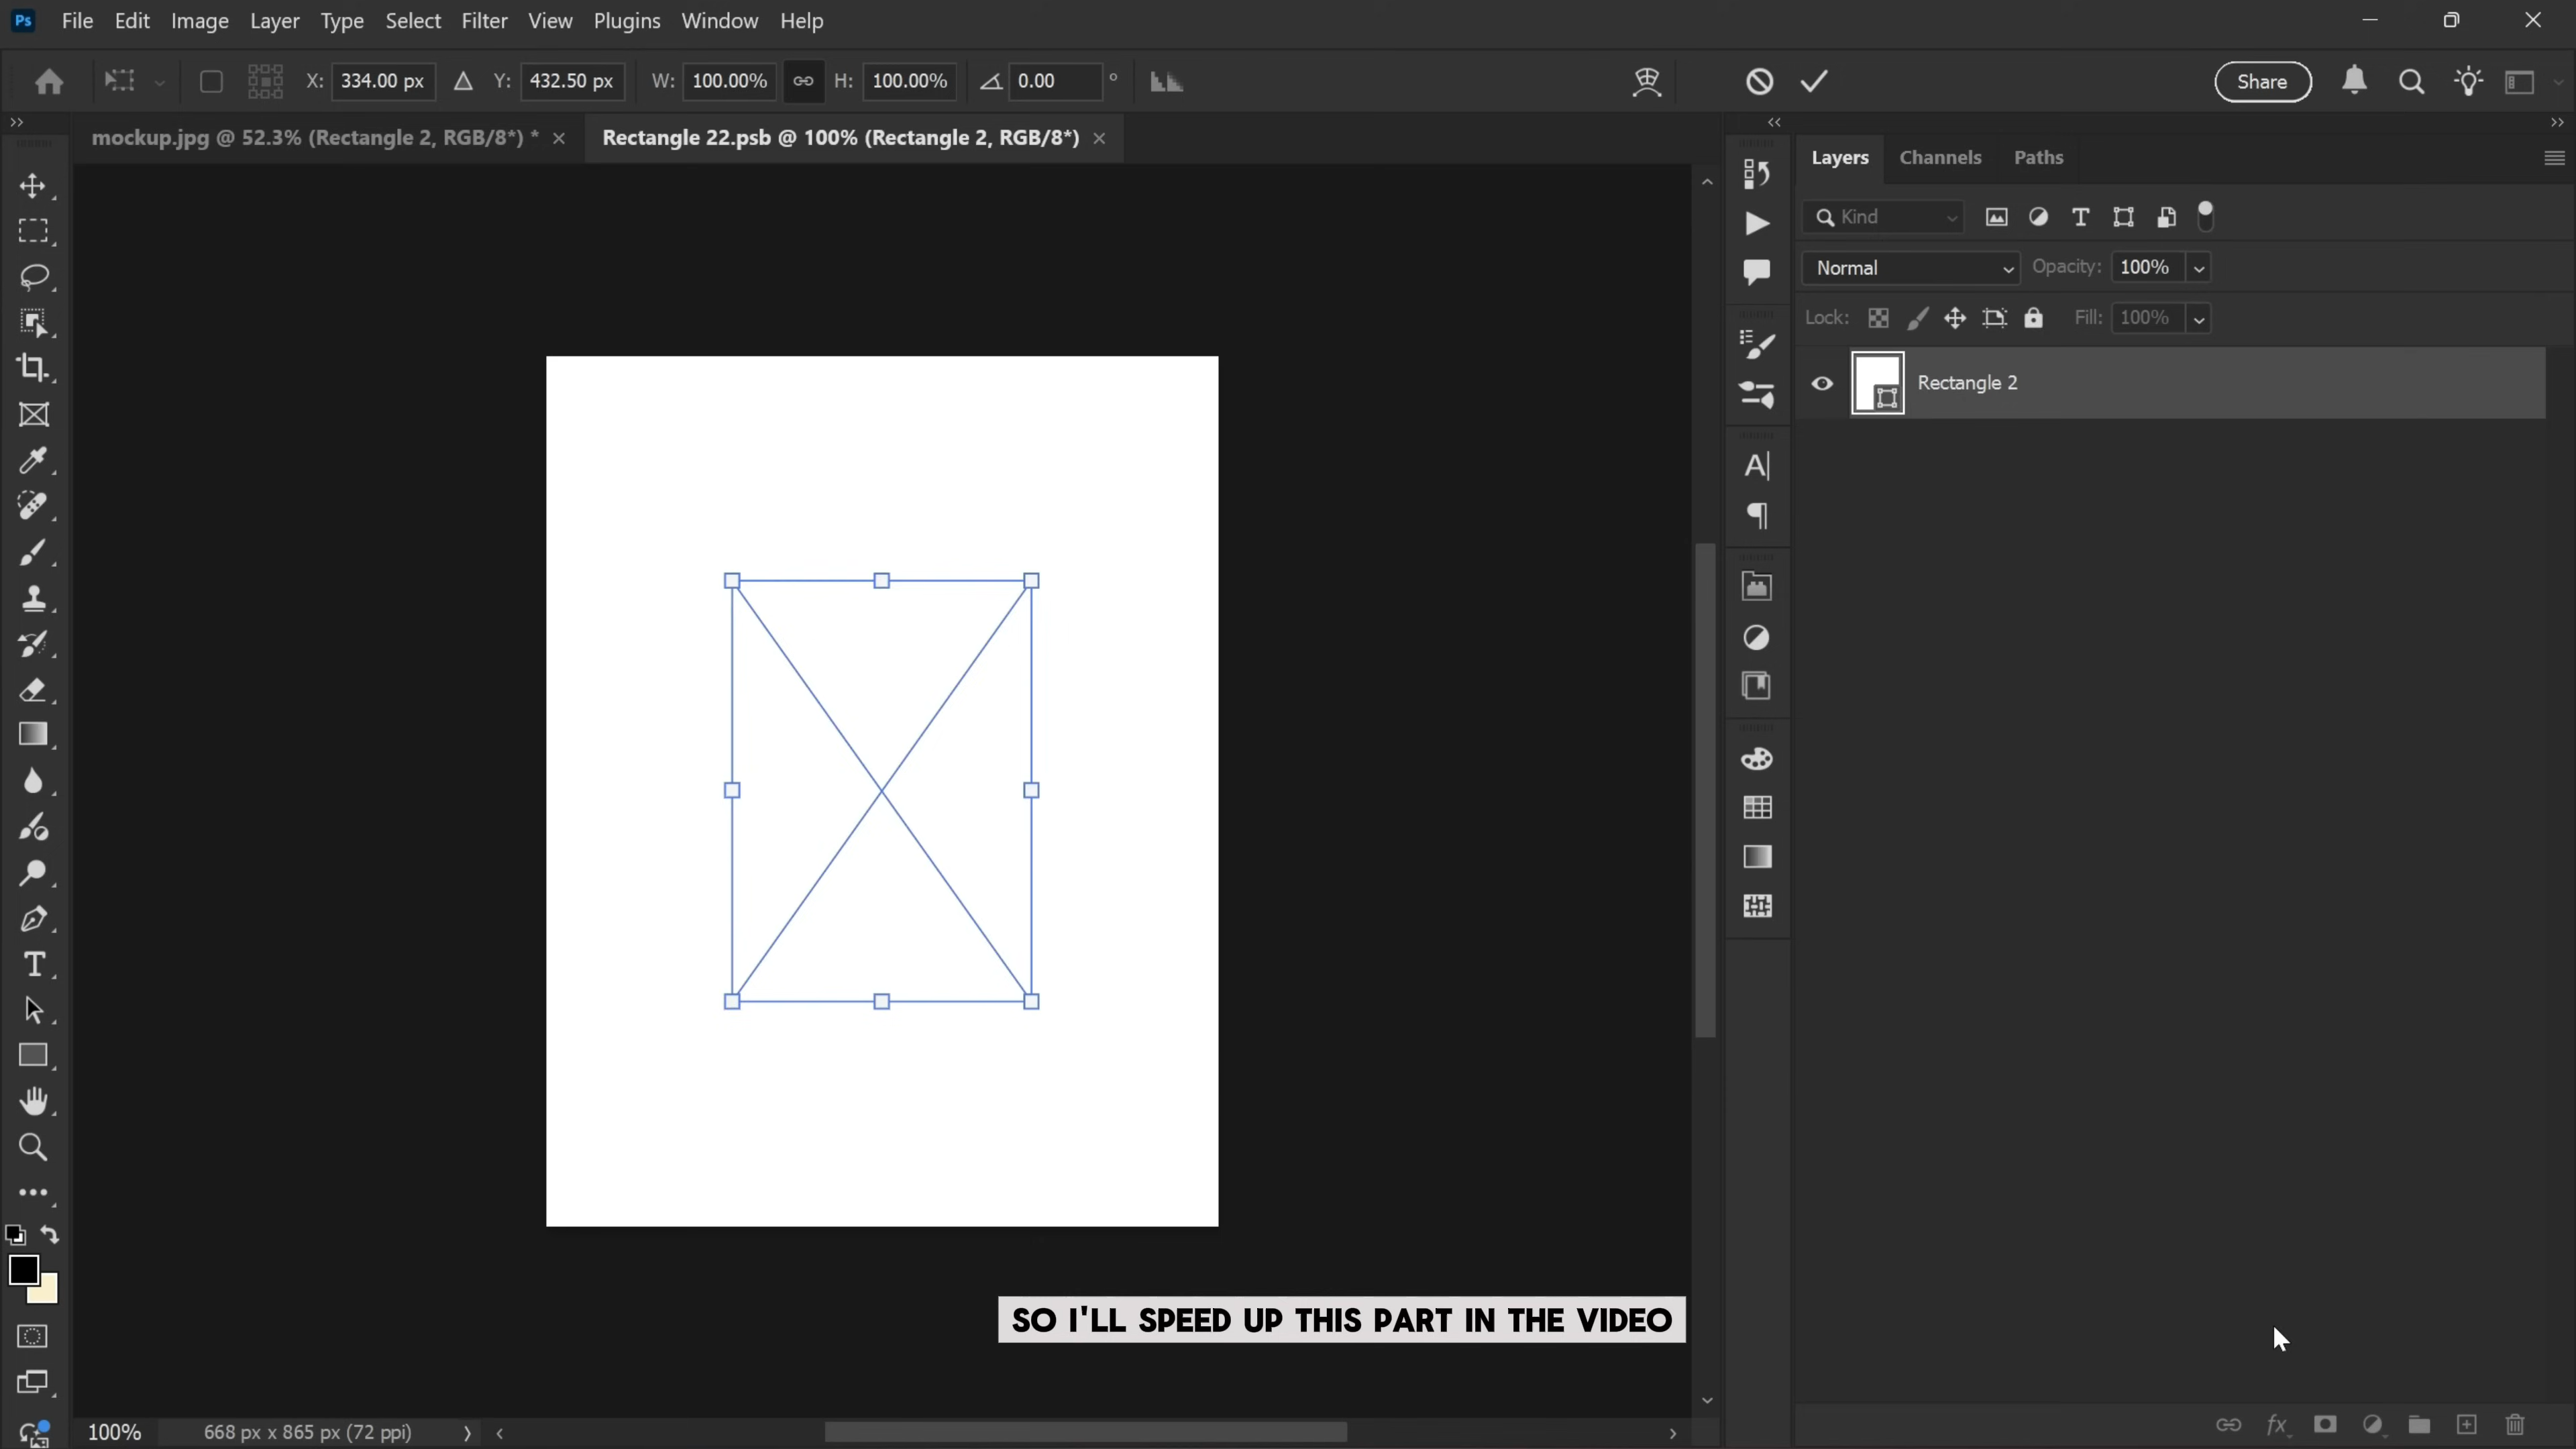 Ps File Edit Image Layer Type Select Filter View Plugins Window Help
X: 334.00 px Y: 432.50 px W: 100.00% H: 100.00% 0.00 ° Share
mockup.jpg @ 52.3% (Rectangle 2, RGB/8*) * Rectangle 22.psb @ 100% (Rectangle 2, RGB/8*)
Layers Channels Paths
Kind
Normal Opacity: 100%
Lock: Fill: 100%
Rectangle 2
SO I'LL SPEED UP THIS PART IN THE VIDEO
100% 668 px x 865 px (72 ppi)
fx